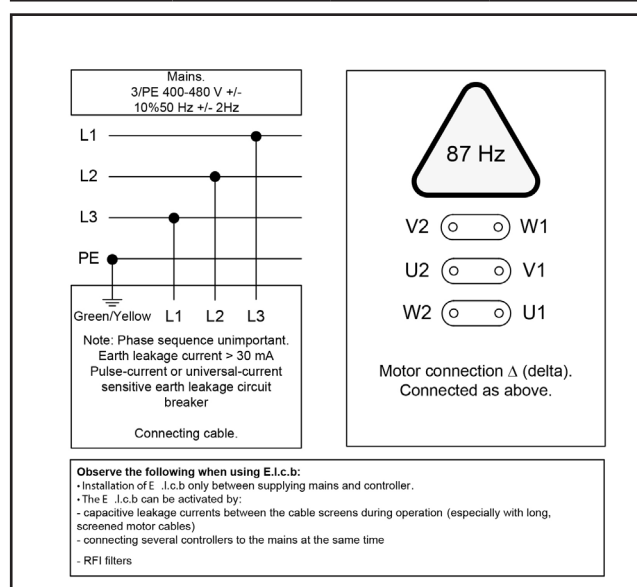 Mains.
3/PE 400-480 V +/-
10%50 Hz +/- 2Hz
L1
L2
L3
PE
Green/Yellow L1 L2 L3
Note: Phase sequence unimportant.
Earth leakage current > 30 mA
Pulse-current or universal-current
sensitive earth leakage circuit
breaker
Connecting cable.
87 Hz
V2 W1
U2 V1
W2 U1
Motor connection Δ (delta).
Connected as above.
Observe the following when using E.l.c.b:
• Installation of E .l.c.b only between supplying mains and controller.
• The E .l.c.b can be activated by:
- capacitive leakage currents between the cable screens during operation (especially with long,
screened motor cables)
- connecting several controllers to the mains at the same time
- RFI filters